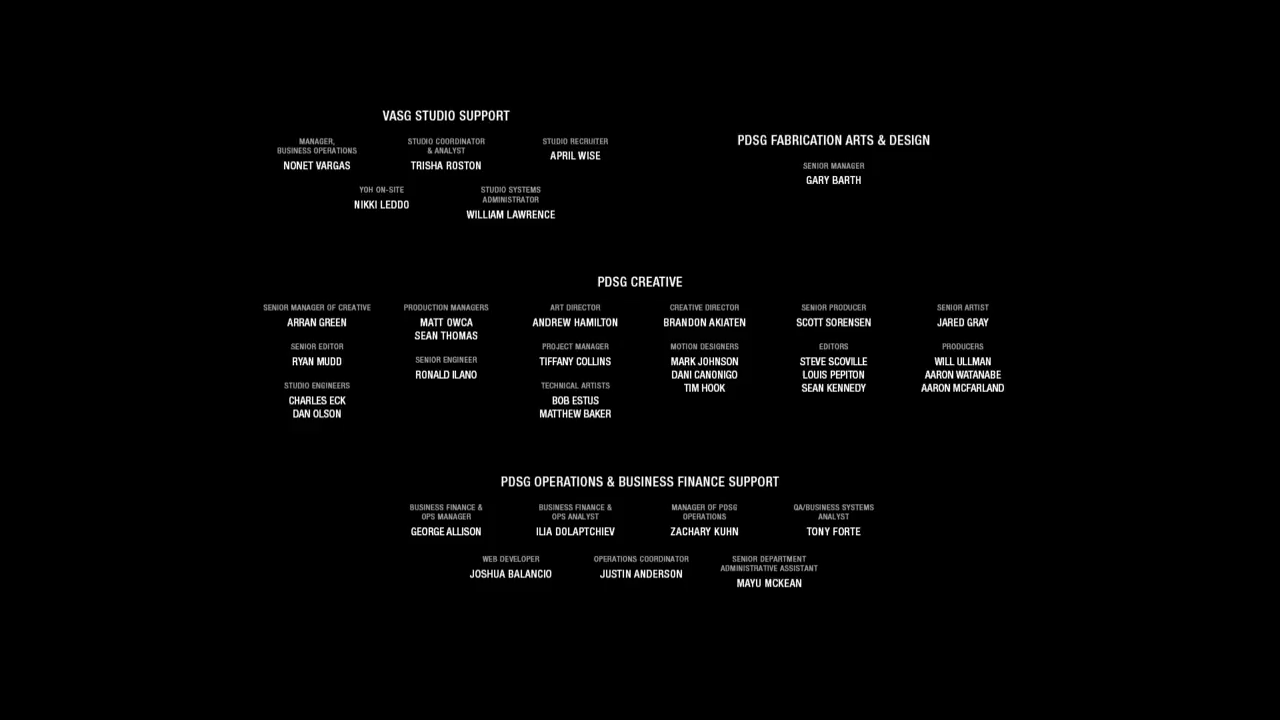 VASG STUDIO SUPPORT
MANAGER,
BUSINESS OPERATIONS
NONET VARGAS
STUDIO COORDINATOR
& ANALYST
TRISHA ROSTON
STUDIO RECRUITER
APRIL WISE
YOH ON-SITE
NIKKI LEDDO
STUDIO SYSTEMS
ADMINISTRATOR
WILLIAM LAWRENCE
PDSG FABRICATION ARTS & DESIGN
SENIOR MANAGER
GARY BARTH
PDSG CREATIVE
SENIOR MANAGER OF CREATIVE
ARRAN GREEN
SENIOR EDITOR
RYAN MUDD
STUDIO ENGINEERS
CHARLES ECK
DAN OLSON
PRODUCTION MANAGERS
MATT OWCA
SEAN THOMAS
SENIOR ENGINEER
RONALD ILANO
ART DIRECTOR
ANDREW HAMILTON
PROJECT MANAGER
TIFFANY COLLINS
TECHNICAL ARTISTS
BOB ESTUS
MATTHEW BAKER
CREATIVE DIRECTOR
BRANDON AKIATEN
MOTION DESIGNERS
MARK JOHNSON
DANI CANONIGO
TIM HOOK
SENIOR PRODUCER
SCOTT SORENSEN
EDITORS
STEVE SCOVILLE
LOUIS PEPITON
SEAN KENNEDY
SENIOR ARTIST
JARED GRAY
PRODUCERS
WILL ULLMAN
AARON WATANABE
AARON MCFARLAND
PDSG OPERATIONS & BUSINESS FINANCE SUPPORT
BUSINESS FINANCE &
OPS MANAGER
GEORGE ALLISON
BUSINESS FINANCE &
OPS ANALYST
ILIA DOLAPTCHIEV
MANAGER OF PDSG
OPERATIONS
ZACHARY KUHN
QA/BUSINESS SYSTEMS
ANALYST
TONY FORTE
WEB DEVELOPER
JOSHUA BALANCIO
OPERATIONS COORDINATOR
JUSTIN ANDERSON
SENIOR DEPARTMENT
ADMINISTRATIVE ASSISTANT
MAYU MCKEAN